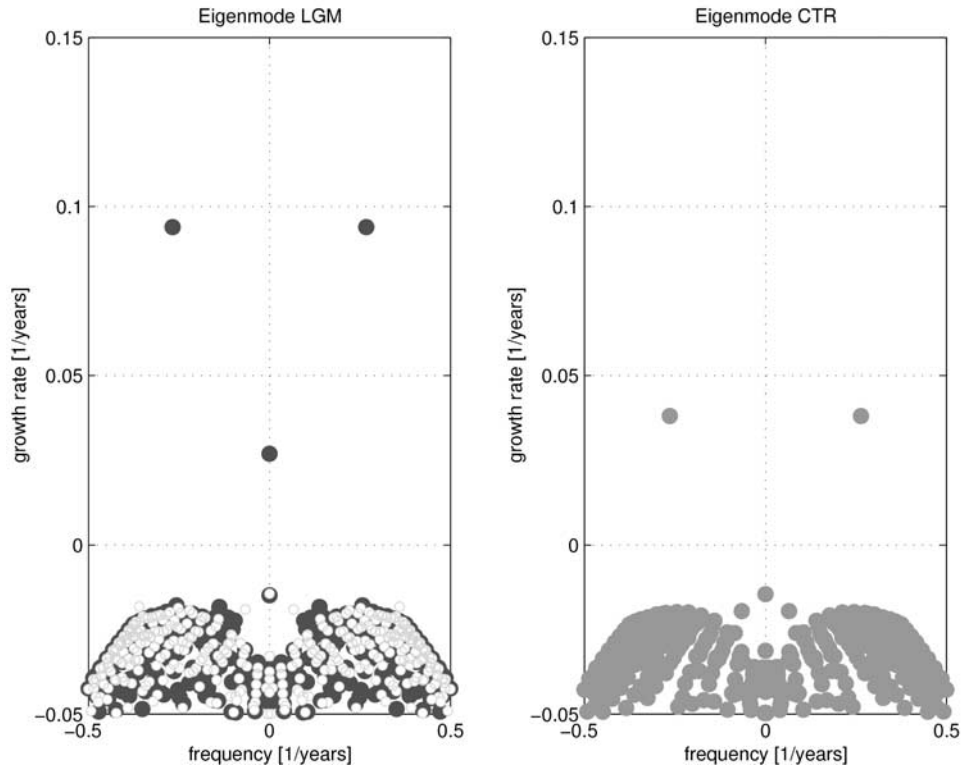 Eigenmode LGM
0.15
0.1
0.05
0
−0.05
−0.5
0
0.5
growth rate [1/years]
frequency [1/years]
Eigenmode CTR
0.15
0.1
0.05
0
−0.05
−0.5
0
0.5
growth rate [1/years]
frequency [1/years]